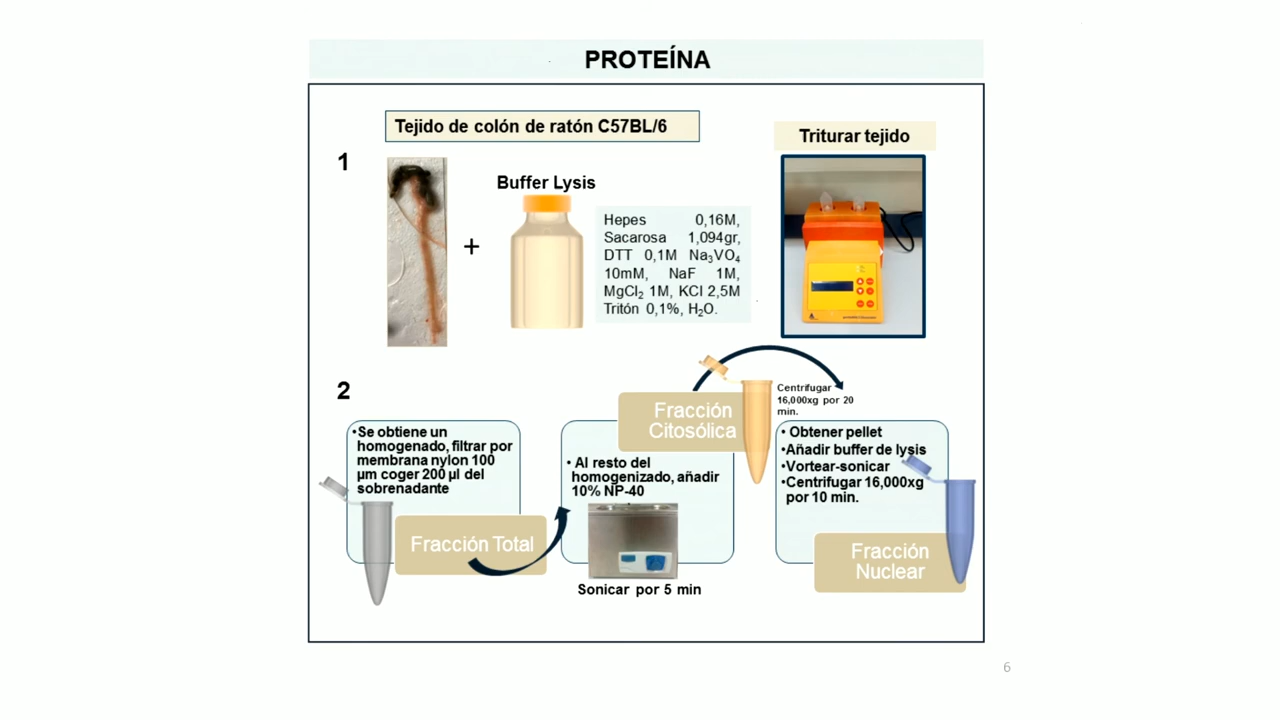 PROTEÍNA
Tejido de colón de ratón C57BL/6
Triturar tejido
1
Buffer Lysis
+
Hepes 0,16M,
Sacarosa 1,094gr,
DTT 0,1M Na₃VO₄
10mM, NaF 1M,
MgCl₂ 1M, KCl 2,5M
Tritón 0,1%, H₂O.
2
•Se obtiene un
homogenado, filtrar por
membrana nylon 100
µm coger 200 µl del
sobrenadante
Fracción Total
Fracción
Citosólica
• Al resto del
homogenizado, añadir
10% NP-40
Sonicar por 5 min
Centrifugar
16,000xg por 20
min.
• Obtener pellet
•Añadir buffer de lysis
•Vortear-sonicar
•Centrifugar 16,000xg
por 10 min.
Fracción
Nuclear
6